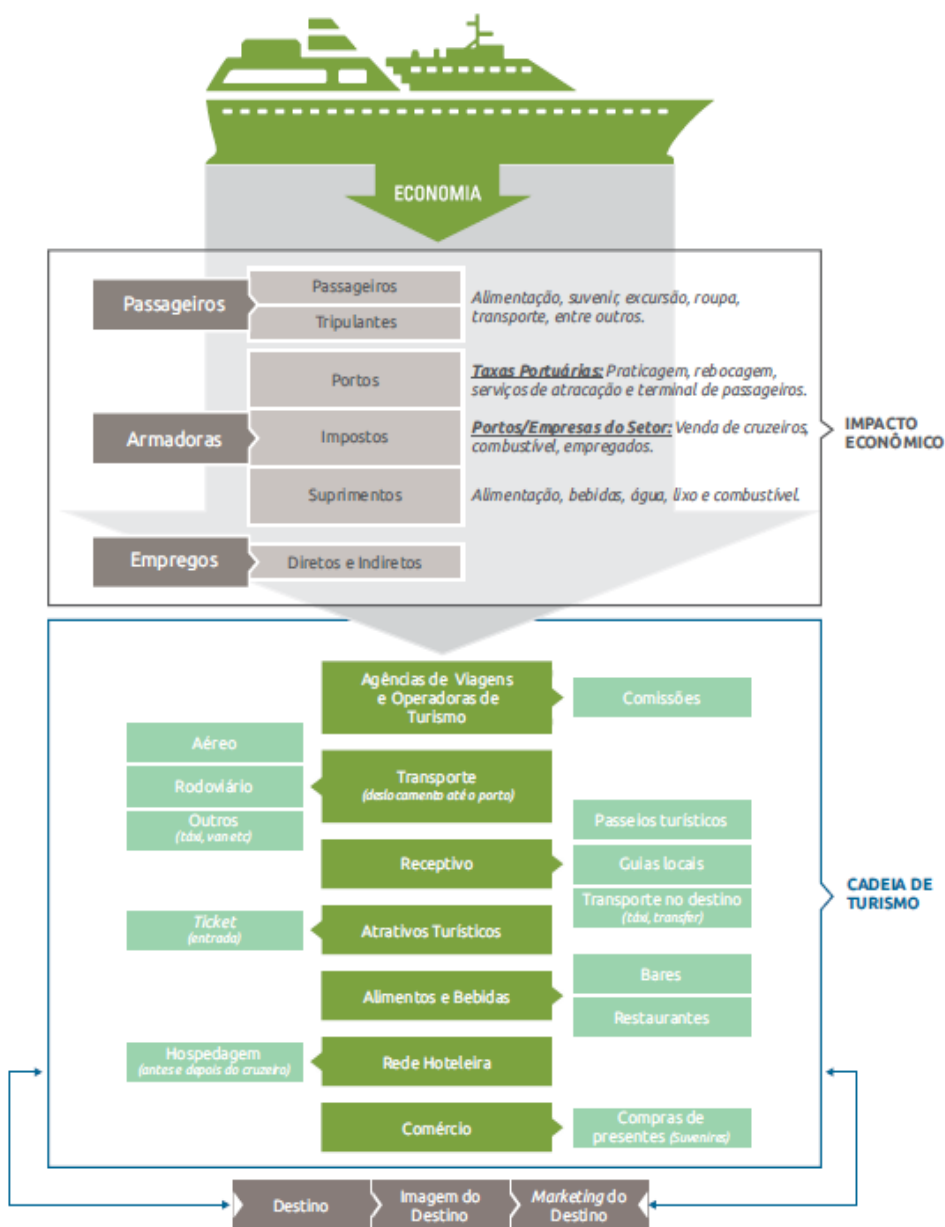 ECONOMIA
Passageiros
Passageiros
Tripulantes
Alimentação, suvenir, excursão, roupa,
transporte, entre outros.
Armadoras
Portos
Taxas Portuárias: Praticagem, rebocagem,
serviços de atracação e terminal de passageiros.
Impostos
Portos/Empresas do Setor: Venda de cruzeiros,
combustível, empregados.
Suprimentos
Alimentação, bebidas, água, lixo e combustível.
Empregos
Diretos e Indiretos
IMPACTO
ECONÔMICO
Agências de Viagens
e Operadoras de
Turismo
Comissões
Aéreo
Rodoviário
Outros
(táxi, van etc)
Transporte
(deslocamento até o porto)
Receptivo
Passeios turísticos
Guias locais
Transporte no destino
(táxi, transfer)
Ticket
(entrada)
Atrativos Turísticos
Alimentos e Bebidas
Bares
Restaurantes
Hospedagem
(antes e depois do cruzeiro)
Rede Hoteleira
Comércio
Compras de
presentes (Suvenires)
CADEIA DE
TURISMO
Destino
Imagem do
Destino
Marketing do
Destino